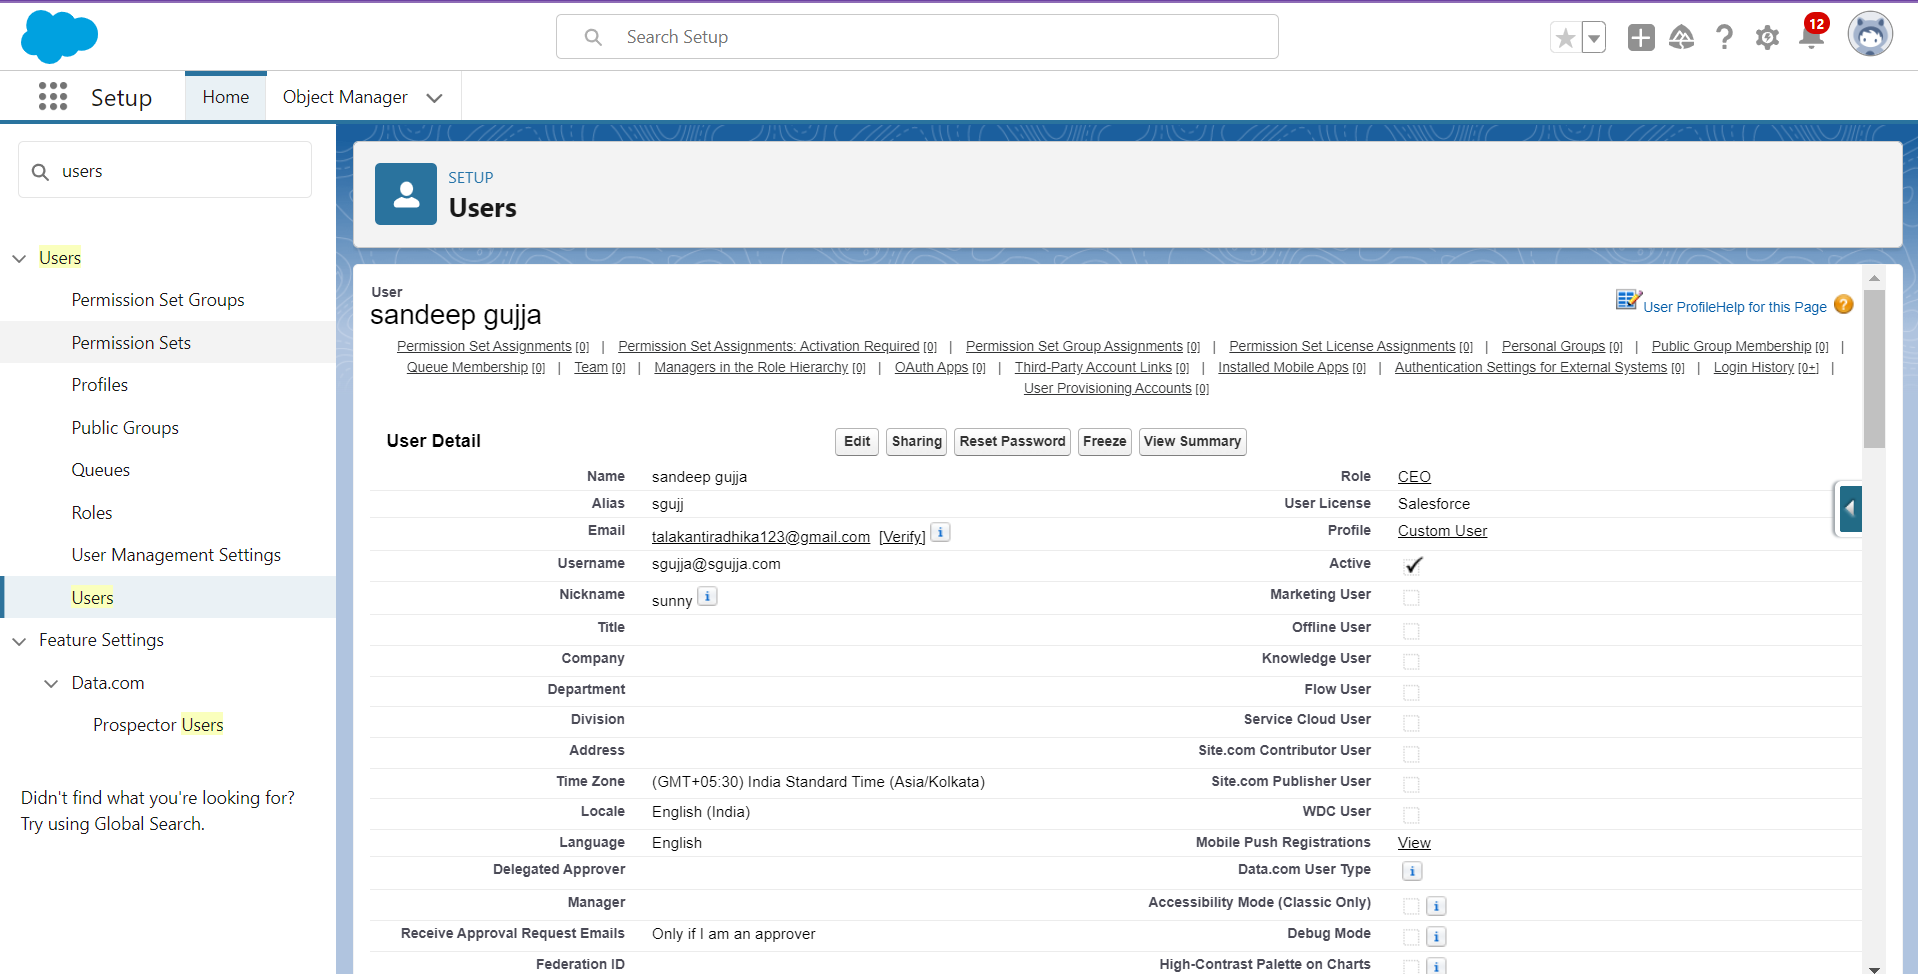 Search Setup
12
Setup
Home
Object Manager
users
Users
Permission Set Groups
Permission Sets
Profiles
Public Groups
Queues
Roles
User Management Settings
Users
Feature Settings
Data.com
Prospector Users
Didn't find what you're looking for?
Try using Global Search.
SETUP
Users
User
sandeep gujja
User ProfileHelp for this Page ?
Permission Set Assignments [0] | Permission Set Assignments: Activation Required [0] | Permission Set Group Assignments [0] | Permission Set License Assignments [0] | Personal Groups [0] | Public Group Membership [0] |
Queue Membership [0] | Team [0] | Managers in the Role Hierarchy [0] | OAuth Apps [0] | Third-Party Account Links [0] | Installed Mobile Apps [0] | Authentication Settings for External Systems [0] | Login History [0+] |
User Provisioning Accounts [0]
User Detail
Edit Sharing Reset Password Freeze View Summary
Name sandeep gujja Role CEO
Alias sgujj User License Salesforce
Email talakantiradhika123@gmail.com [Verify] i Profile Custom User
Username sgujja@sgujja.com Active
Nickname sunny i Marketing User
Title Offline User
Company Knowledge User
Department Flow User
Division Service Cloud User
Address Site.com Contributor User
Time Zone (GMT+05:30) India Standard Time (Asia/Kolkata) Site.com Publisher User
Locale English (India) WDC User
Language English Mobile Push Registrations View
Delegated Approver Data.com User Type i
Manager Accessibility Mode (Classic Only) i
Receive Approval Request Emails Only if I am an approver Debug Mode i
Federation ID High-Contrast Palette on Charts i